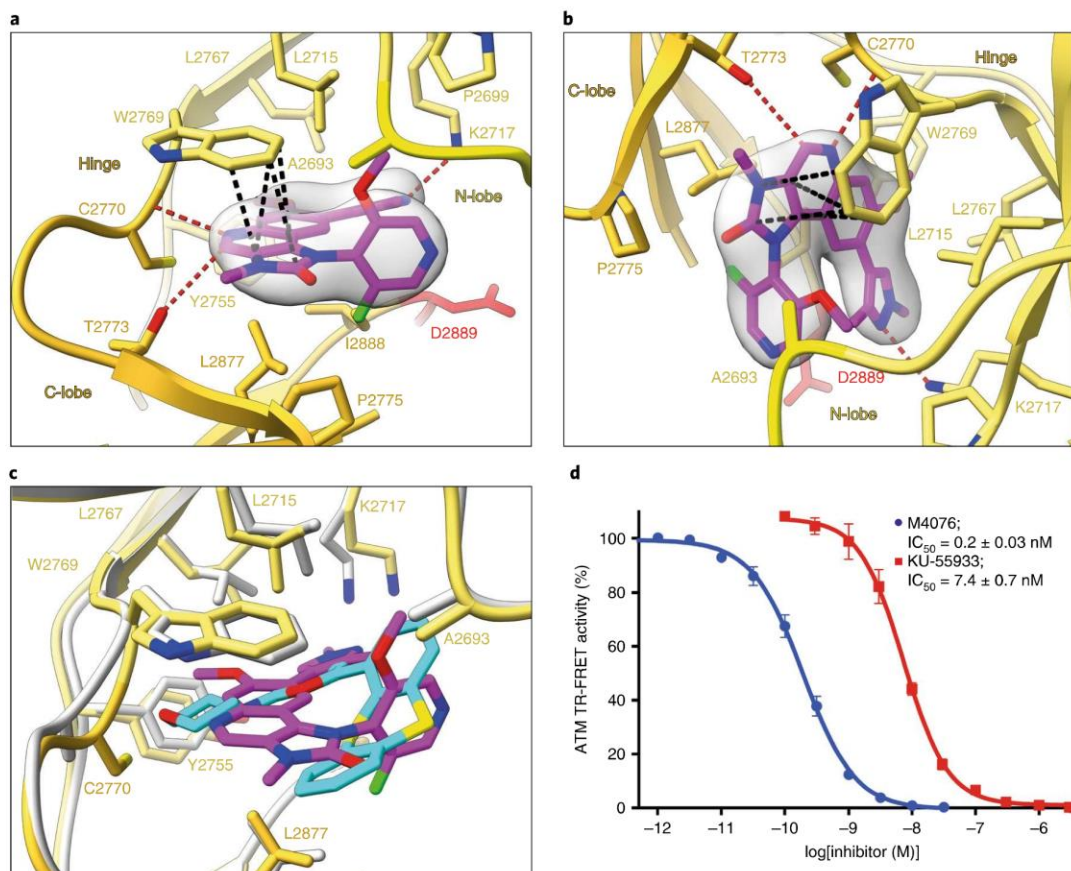 a
L2767
L2715
P2699
W2769
K2717
Hinge
A2693
N-lobe
C2770
Y2755
T2773
I2888
D2889
L2877
C-lobe
P2775
b
T2773
C2770
Hinge
C-lobe
L2877
W2769
L2767
L2715
P2775
A2693
D2889
N-lobe
K2717
c
L2715
K2717
L2767
W2769
A2693
Y2755
C2770
L2877
d
M4076;
IC50 = 0.2 ± 0.03 nM
KU-55933;
IC50 = 7.4 ± 0.7 nM
ATM TR-FRET activity (%)
100
80
60
40
20
0
–12 –11 –10 –9 –8 –7 –6
log[inhibitor (M)]